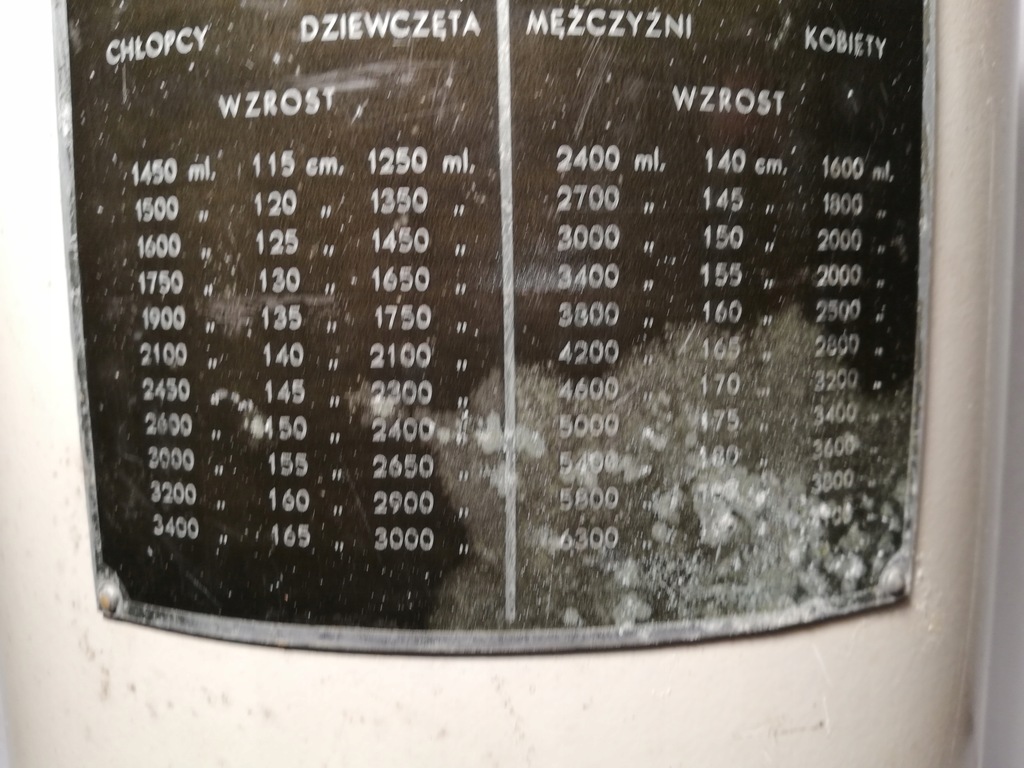 CHŁOPCY DZIEWCZĘTA MĘŻCZYŹNI KOBIETY
WZROST WZROST
1450 ml. 115 cm. 1250 ml. 2400 ml. 140 cm. 1600 ml.
1500 „ 120 „ 1350 „ 2700 „ 145 „ 1800 „
1600 „ 125 „ 1450 „ 3000 „ 150 „ 2000 „
1750 „ 130 „ 1650 „ 3400 „ 155 „ 2000 „
1900 „ 135 „ 1750 „ 3800 „ 160 „ 2500 „
2100 „ 140 „ 2100 „ 4200 „ 165 „ 2800 „
2450 „ 145 „ 2300 „ 4600 „ 170 „ 3200 „
2600 „ 150 „ 2400 „ 5000 „ 175 3400 „
3000 „ 155 „ 2650 „ 5400 „ 180 „ 3600 „
3200 „ 160 „ 2900 „ 5800 „ 3800 „
3400 „ 165 „ 3000 „ 6300 „